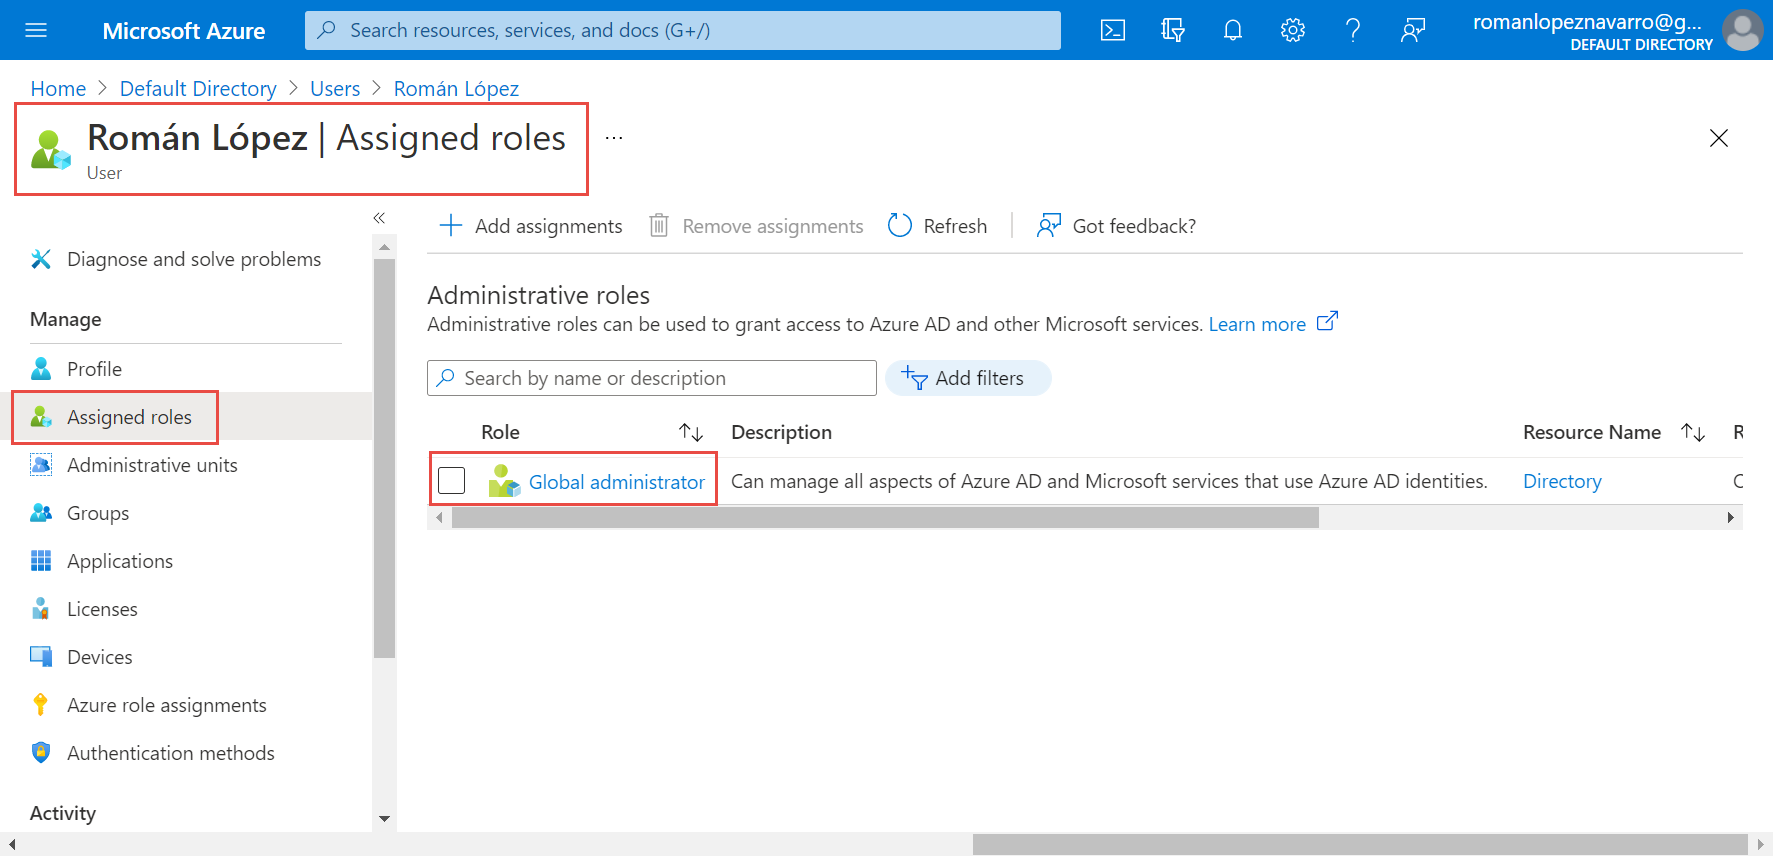 Microsoft Azure
Search resources, services, and docs (G+/)
romanlopeznavarro@g...
DEFAULT DIRECTORY
Home > Default Directory > Users > Román López
Román López | Assigned roles
...
User
«
Add assignments
Remove assignments
Refresh
Got feedback?
Diagnose and solve problems
Manage
Profile
Assigned roles
Administrative units
Groups
Applications
Licenses
Devices
Azure role assignments
Authentication methods
Activity
Administrative roles
Administrative roles can be used to grant access to Azure AD and other Microsoft services. Learn more
Search by name or description
Add filters
Role Description Resource Name
Global administrator Can manage all aspects of Azure AD and Microsoft services that use Azure AD identities. Directory